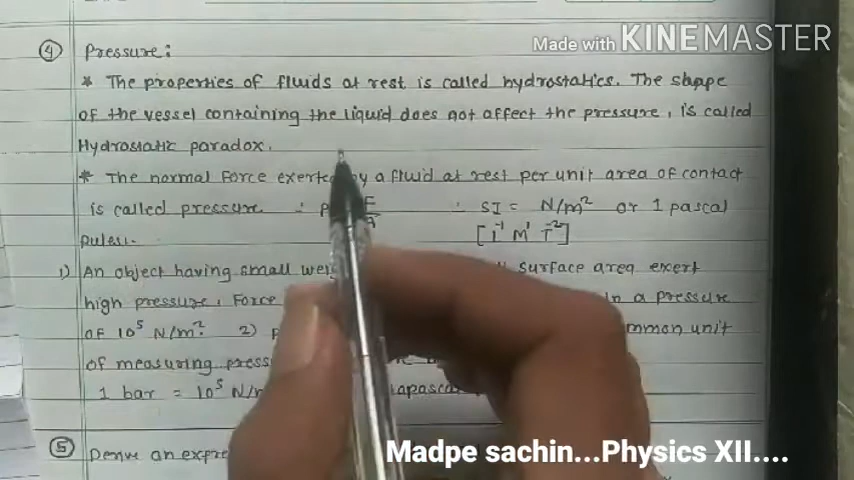 Made with KINEMASTER
④ Pressure:
* The properties of fluids at rest is called hydrostatics. The shape
of the vessel containing the liquid does not affect the pressure, is called
Hydrostatic paradox.
* The normal force exerted by a fluid at rest per unit area of contact
is called pressure ∴ SI = N/m² or 1 pascal
[L⁻¹ M¹ T⁻²]
Rules:
1) An object having small surface area exert
high pressure. Force in a pressure
of 10⁵ N/m². 2) common unit
of measuring
1 bar = 10⁵
⑤ Derive an
Madpe sachin...Physics XII....